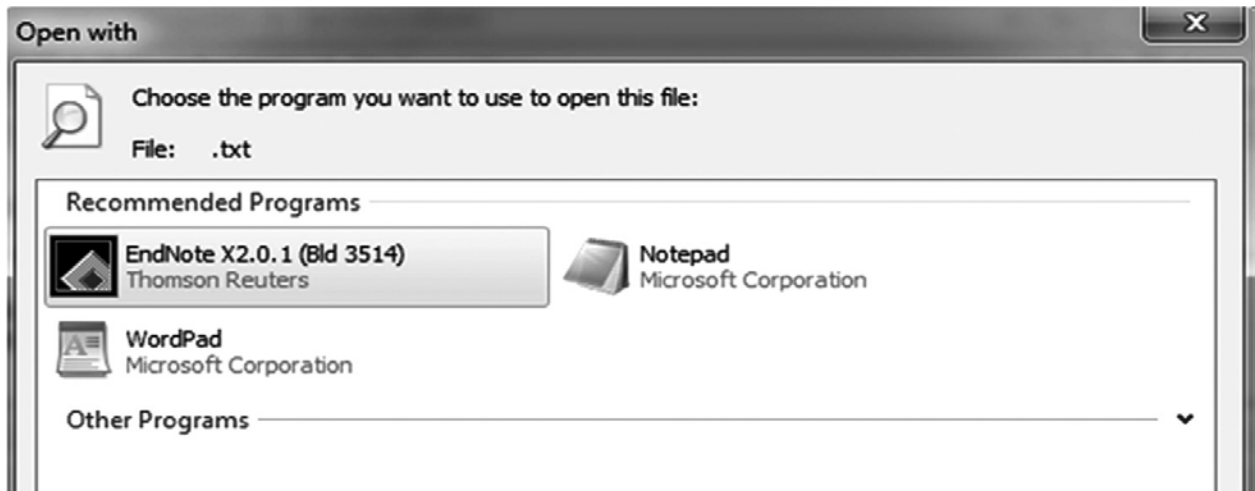 Open with
Choose the program you want to use to open this file:
File: .txt
Recommended Programs
EndNote X2.0.1 (Bld 3514)
Thomson Reuters
Notepad
Microsoft Corporation
WordPad
Microsoft Corporation
Other Programs